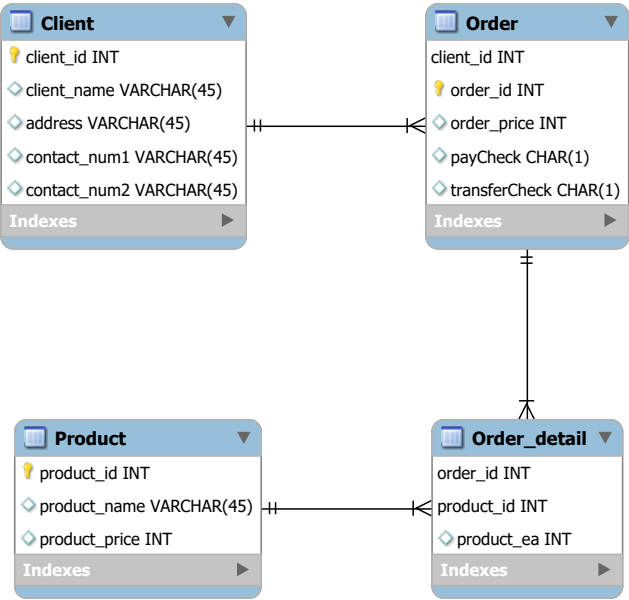 Client
client_id INT
client_name VARCHAR(45)
address VARCHAR(45)
contact_num1 VARCHAR(45)
contact_num2 VARCHAR(45)
Indexes
Order
client_id INT
order_id INT
order_price INT
payCheck CHAR(1)
transferCheck CHAR(1)
Indexes
Product
product_id INT
product_name VARCHAR(45)
product_price INT
Indexes
Order_detail
order_id INT
product_id INT
product_ea INT
Indexes